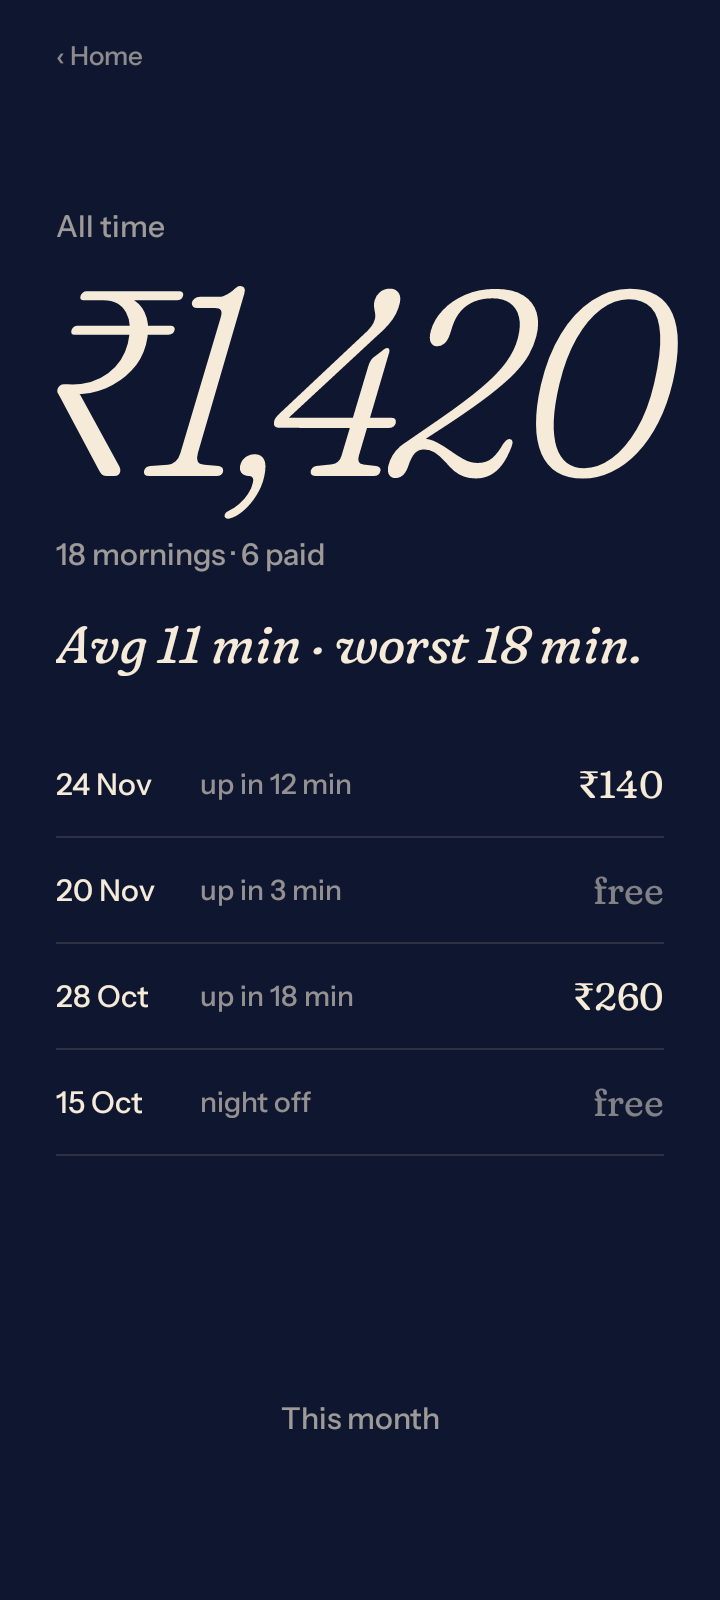 ‹ Home
All time
₹1,420
18 mornings · 6 paid
Avg 11 min · worst 18 min.
24 Nov up in 12 min ₹140
20 Nov up in 3 min free
28 Oct up in 18 min ₹260
15 Oct night off free
This month